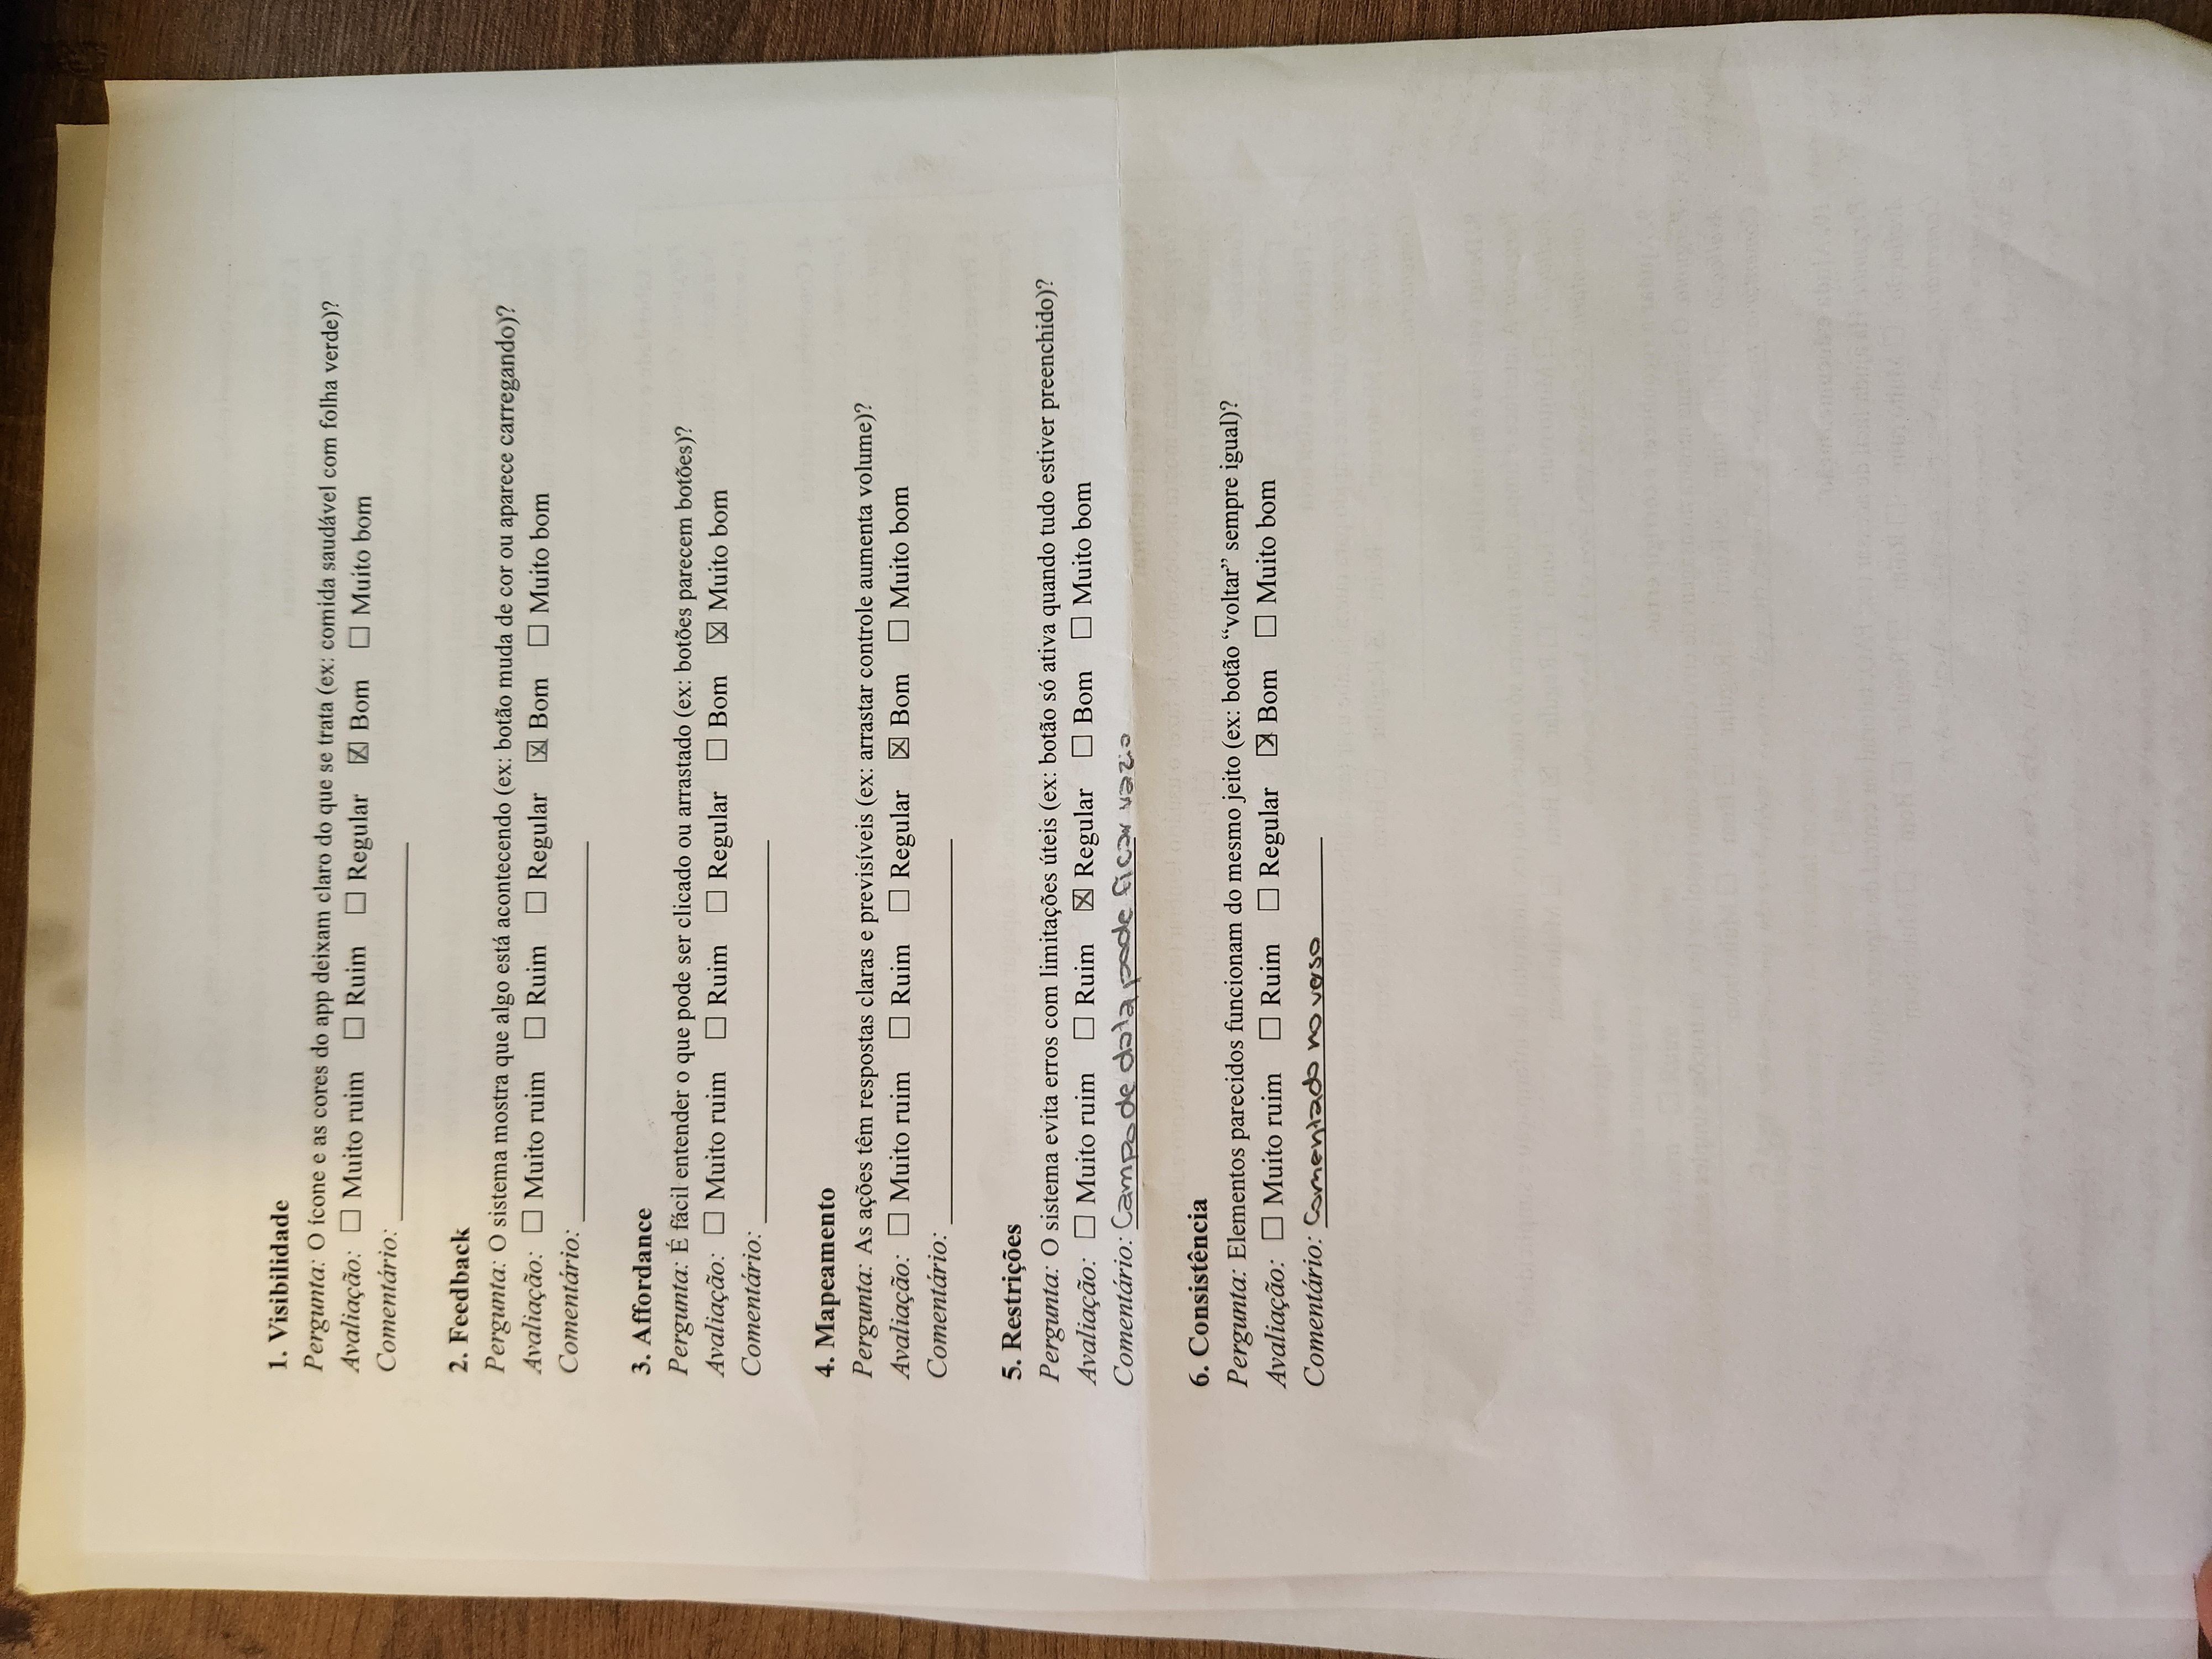 1. Visibilidade
Pergunta: O ícone e as cores do app deixam claro do que se trata (ex: comida saudável com folha verde)?
Avaliação: ☐ Muito ruim ☐ Ruim ☐ Regular ☒ Bom ☐ Muito bom
Comentário:
2. Feedback
Pergunta: O sistema mostra que algo está acontecendo (ex: botão muda de cor ou aparece carregando)?
Avaliação: ☐ Muito ruim ☐ Ruim ☐ Regular ☒ Bom ☐ Muito bom
Comentário:
3. Affordance
Pergunta: É fácil entender o que pode ser clicado ou arrastado (ex: botões parecem botões)?
Avaliação: ☐ Muito ruim ☐ Ruim ☐ Regular ☐ Bom ☒ Muito bom
Comentário:
4. Mapeamento
Pergunta: As ações têm respostas claras e previsíveis (ex: arrastar controle aumenta volume)?
Avaliação: ☐ Muito ruim ☐ Ruim ☐ Regular ☒ Bom ☐ Muito bom
Comentário:
5. Restrições
Pergunta: O sistema evita erros com limitações úteis (ex: botão só ativa quando tudo estiver preenchido)?
Avaliação: ☐ Muito ruim ☐ Ruim ☒ Regular ☐ Bom ☐ Muito bom
Comentário: Campo de data pode ficar vazio
6. Consistência
Pergunta: Elementos parecidos funcionam do mesmo jeito (ex: botão “voltar” sempre igual)?
Avaliação: ☐ Muito ruim ☐ Ruim ☐ Regular ☒ Bom ☐ Muito bom
Comentário: Comentado no verso